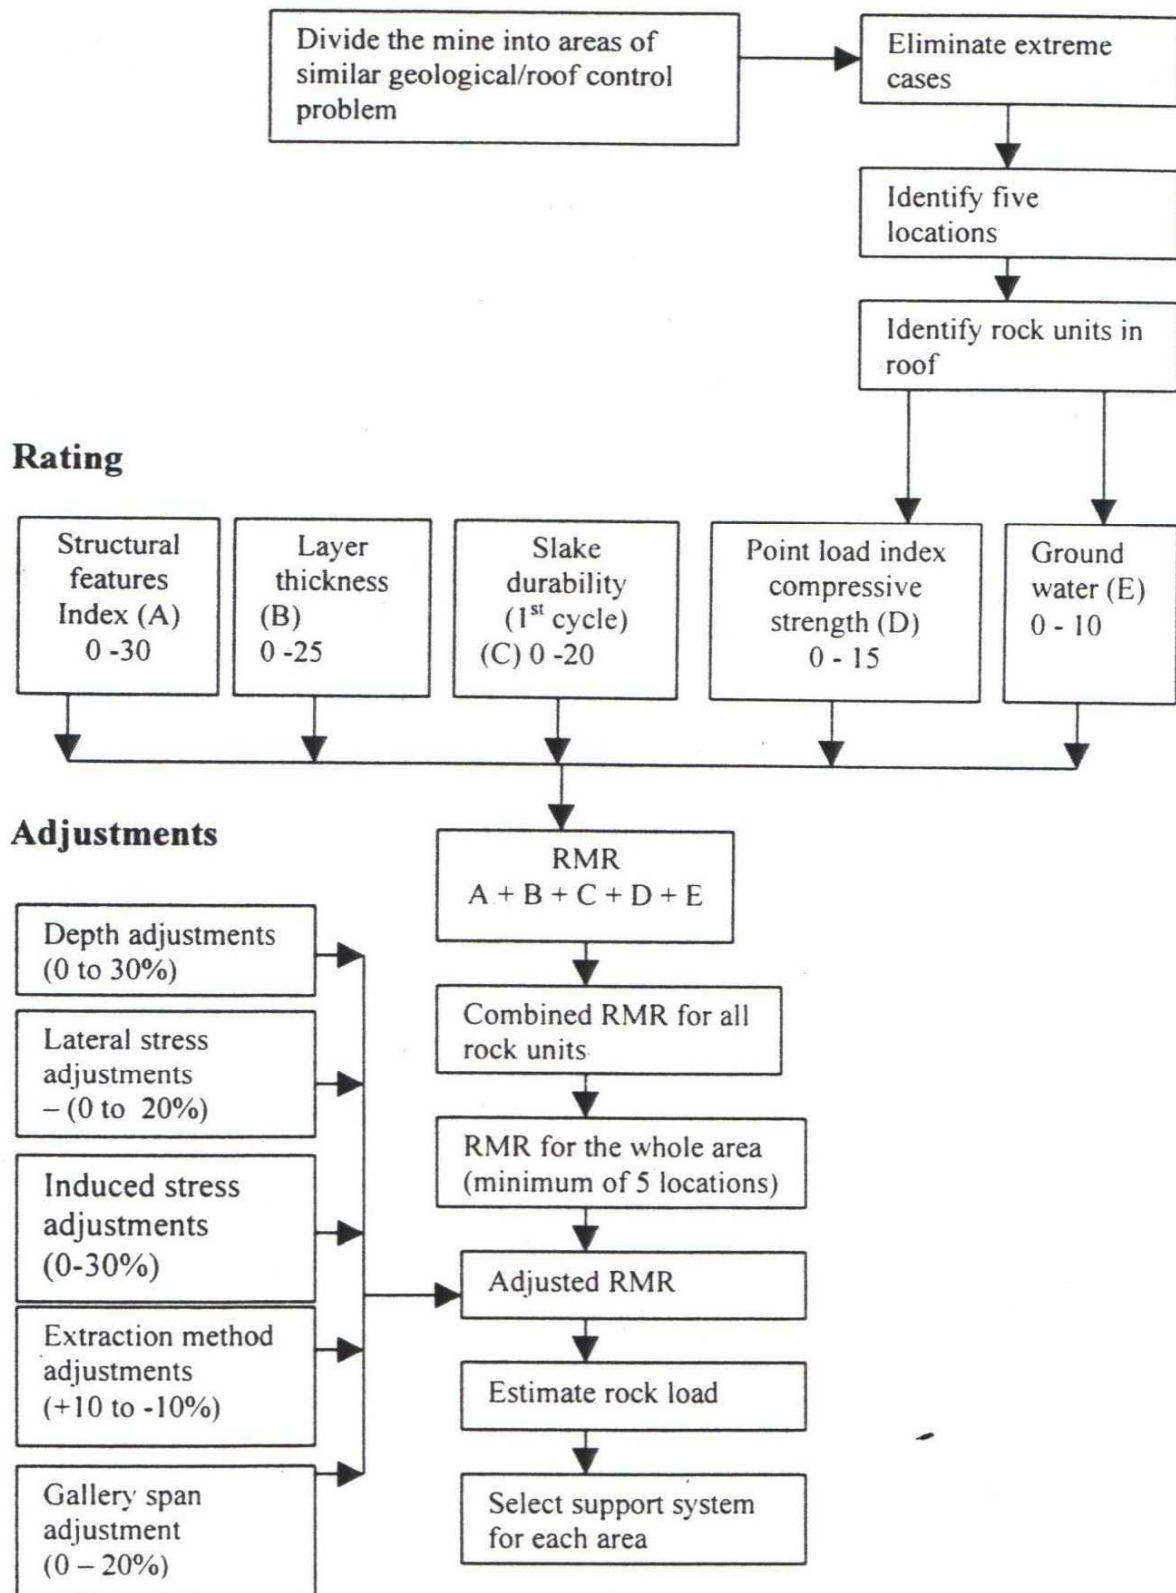 Divide the mine into areas of
similar geological/roof control
problem
Eliminate extreme
cases
Identify five
locations
Identify rock units in
roof
Rating
Structural
features
Index (A)
0 -30
Layer
thickness
(B)
0 -25
Slake
durability
(1st cycle)
(C) 0 -20
Point load index
compressive
strength (D)
0 - 15
Ground
water (E)
0 - 10
Adjustments
RMR
A + B + C + D + E
Depth adjustments
(0 to 30%)
Lateral stress
adjustments
– (0 to 20%)
Induced stress
adjustments
(0-30%)
Extraction method
adjustments
(+10 to -10%)
Gallery span
adjustment
(0 – 20%)
Combined RMR for all
rock units
RMR for the whole area
(minimum of 5 locations)
Adjusted RMR
Estimate rock load
Select support system
for each area